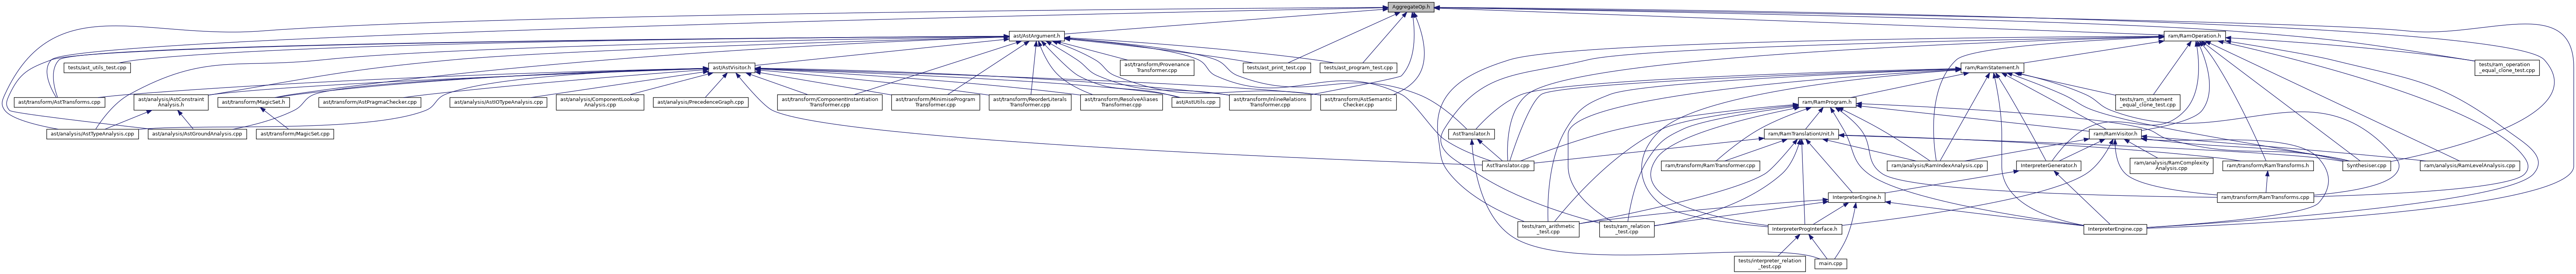 AggregateOp.h
ast/AstArgument.h
ram/RamOperation.h
tests/ast_utils_test.cpp
ast/AstVisitor.h
ast/transform/Provenance
Transformer.cpp
tests/ast_print_test.cpp
tests/ast_program_test.cpp
ram/RamStatement.h
tests/ram_operation
_equal_clone_test.cpp
ast/transform/AstTransforms.cpp
ast/analysis/AstConstraint
Analysis.h
ast/transform/MagicSet.h
ast/transform/AstPragmaChecker.cpp
ast/analysis/AstIOTypeAnalysis.cpp
ast/analysis/ComponentLookup
Analysis.cpp
ast/analysis/PrecedenceGraph.cpp
ast/transform/ComponentInstantiation
Transformer.cpp
ast/transform/MinimiseProgram
Transformer.cpp
ast/transform/ReorderLiterals
Transformer.cpp
ast/transform/ResolveAliases
Transformer.cpp
ast/AstUtils.cpp
ast/transform/InlineRelations
Transformer.cpp
ast/transform/AstSemantic
Checker.cpp
ram/RamProgram.h
tests/ram_statement
_equal_clone_test.cpp
ast/analysis/AstTypeAnalysis.cpp
ast/analysis/AstGroundAnalysis.cpp
ast/transform/MagicSet.cpp
AstTranslator.h
ram/RamTranslationUnit.h
ram/RamVisitor.h
AstTranslator.cpp
ram/transform/RamTransformer.cpp
ram/analysis/RamIndexAnalysis.cpp
InterpreterGenerator.h
ram/analysis/RamComplexity
Analysis.cpp
ram/transform/RamTransforms.h
Synthesiser.cpp
ram/analysis/RamLevelAnalysis.cpp
InterpreterEngine.h
ram/transform/RamTransforms.cpp
tests/ram_arithmetic
_test.cpp
tests/ram_relation
_test.cpp
InterpreterProgInterface.h
InterpreterEngine.cpp
tests/interpreter_relation
_test.cpp
main.cpp